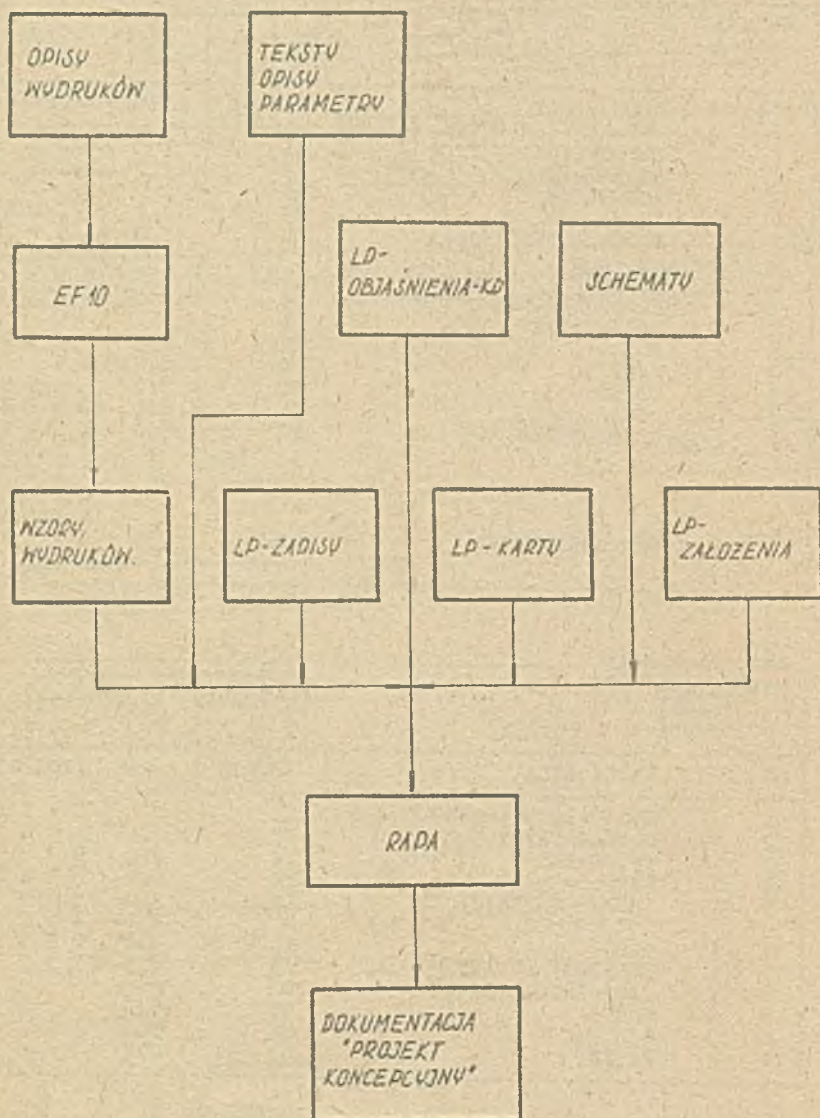 OPISY
WYDRUKÓW
TEKSTY
OPISY
PARAMETRY
EF10
LD-
OBJAŚNIENIA-KD
SCHEMATY
WZORY
WYDRUKÓW.
LP-ZAPISY
LP-KARTY
LP-
ZAŁOŻENIA
RADA
DOKUMENTACJA
"PROJEKT
KONCEPCYJNY"